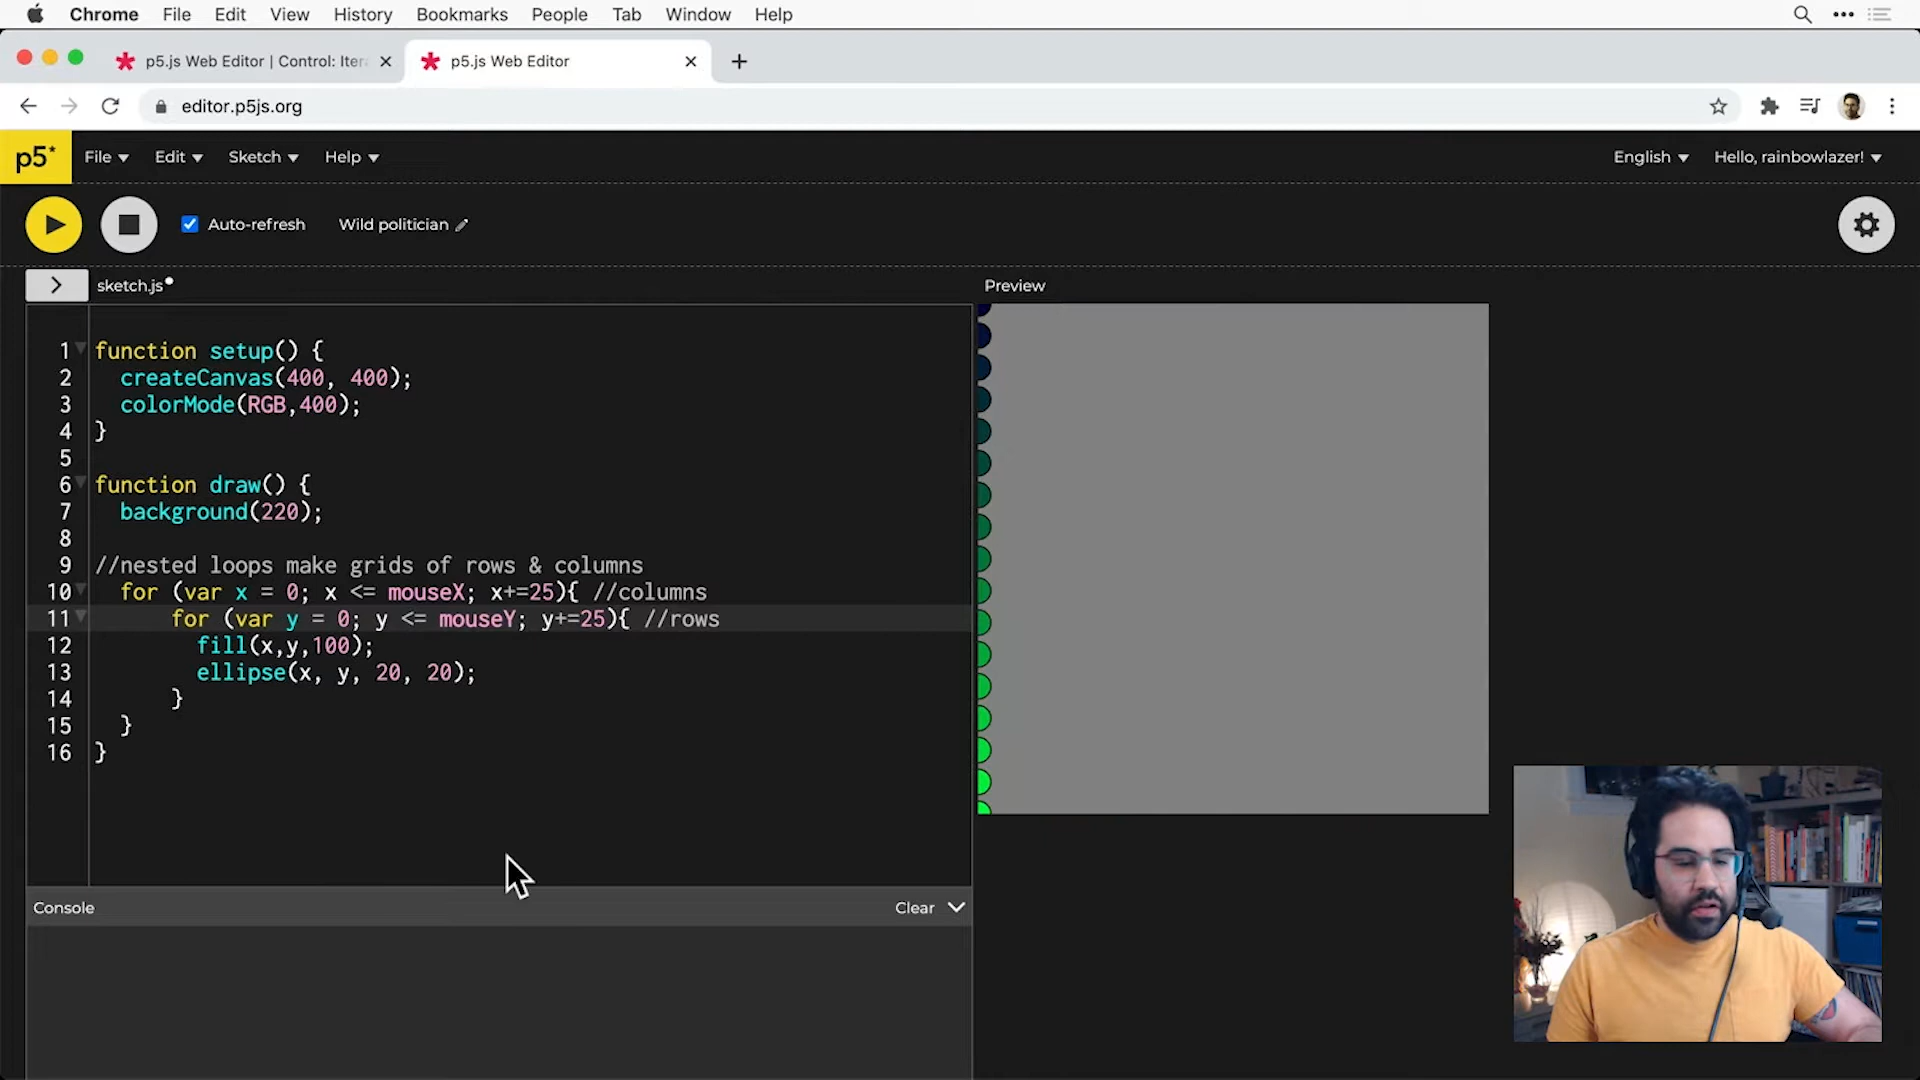 Chrome File Edit View History Bookmarks People Tab Window Help
p5.js Web Editor | Control: Iter
p5.js Web Editor
editor.p5js.org
p5* File Edit Sketch Help English Hello, rainbowlazer!
Auto-refresh Wild politician
sketch.js
Preview
1 function setup() {
2 createCanvas(400, 400);
3 colorMode(RGB,400);
4 }
5
6 function draw() {
7 background(220);
8
9 //nested loops make grids of rows & columns
10 for (var x = 0; x <= mouseX; x+=25){ //columns
11 for (var y = 0; y <= mouseY; y+=25){ //rows
12 fill(x,y,100);
13 ellipse(x, y, 20, 20);
14 }
15 }
16 }
Console Clear